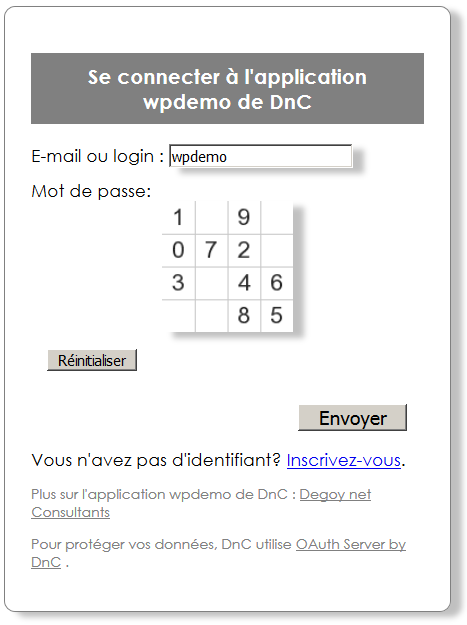 Se connecter à l'application
wpdemo de DnC
E-mail ou login : wpdemo
Mot de passe:
1 9
0 7 2
3 4 6
8 5
Réinitialiser
Envoyer
Vous n'avez pas d'identifiant? Inscrivez-vous.
Plus sur l'application wpdemo de DnC : Degoy net
Consultants
Pour protéger vos données, DnC utilise OAuth Server by
DnC .